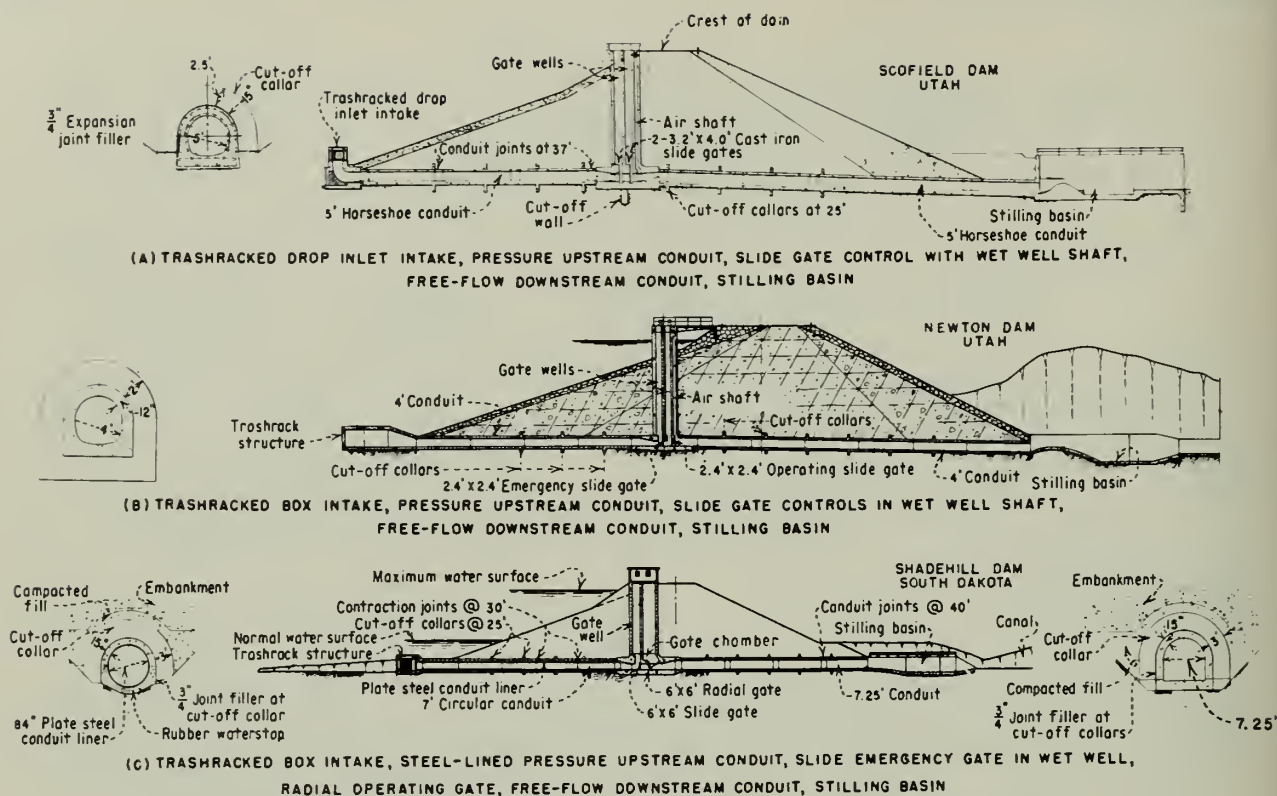 Crest of dam
2.5'
Cut-off
collar
Gate wells
SCOFIELD DAM
UTAH
Trashracked drop
inlet intake
3/4" Expansion
joint filler
5'
Air shaft
2-3.2'X4.0' Cast iron
slide gates
Conduit joints at 37'
5' Horseshoe conduit
Cut-off
wall
Cut-off collars at 25'
Stilling basin
5' Horseshoe conduit
(A) TRASHRACKED DROP INLET INTAKE, PRESSURE UPSTREAM CONDUIT, SLIDE GATE CONTROL WITH WET WELL SHAFT,
FREE-FLOW DOWNSTREAM CONDUIT, STILLING BASIN
NEWTON DAM
UTAH
Gate wells
12"
4' Conduit
Air shaft
Cut-off collars
Trashrack
structure
Cut-off collars
2.4'X2.4' Emergency slide gate
2.4'x2.4' Operating slide gate
4' Conduit
Stilling basin
(B) TRASHRACKED BOX INTAKE, PRESSURE UPSTREAM CONDUIT, SLIDE GATE CONTROLS IN WET WELL SHAFT,
FREE-FLOW DOWNSTREAM CONDUIT, STILLING BASIN
Maximum water surface
SHADEHILL DAM
SOUTH DAKOTA
Compacted
fill
Embankment
Contraction joints @ 30'
Cut-off collars @ 25'
Gate
well
Conduit joints @ 40'
Stilling basin
Embankment
Canal
15"
Cut-off
collar
Normal water surface
Trashrack structure
Gate chamber
Cut-off
collar
Plate steel conduit liner
7' Circular conduit
6'x6' Radial gate
6'x6' Slide gate
7.25' Conduit
Compacted fill
3/4" Joint filler at
cut-off collar
84" Plate steel
conduit liner
Rubber waterstop
3/4" Joint filler at
cut-off collars
7.25'
(C) TRASHRACKED BOX INTAKE, STEEL-LINED PRESSURE UPSTREAM CONDUIT, SLIDE EMERGENCY GATE IN WET WELL,
RADIAL OPERATING GATE, FREE-FLOW DOWNSTREAM CONDUIT, STILLING BASIN